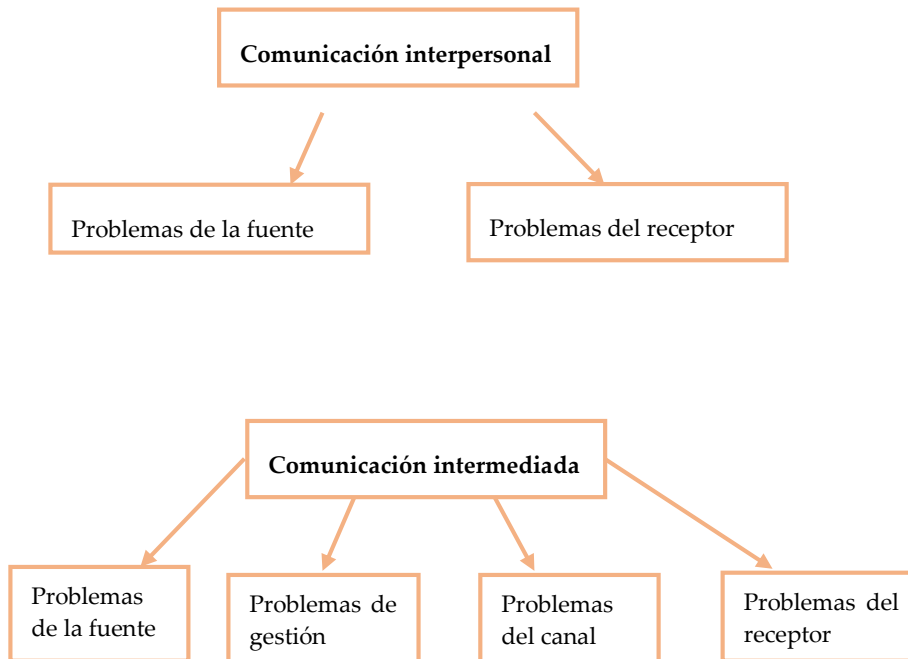 Comunicación interpersonal
Problemas de la fuente
Problemas del receptor
Comunicación intermediada
Problemas
de la fuente
Problemas de
gestión
Problemas
del canal
Problemas del
receptor